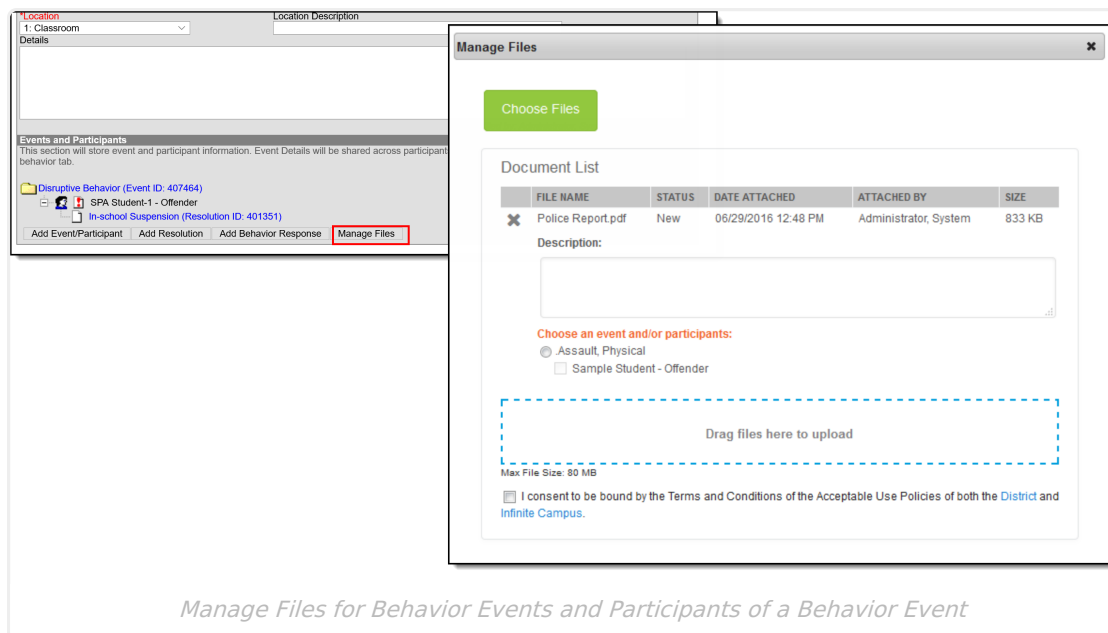 *Location Location Description
1: Classroom
Details
Events and Participants
This section will store event and participant information. Event Details will be shared across participant
behavior tab.
Disruptive Behavior (Event ID: 407464)
SPA Student-1 - Offender
In-school Suspension (Resolution ID: 401351)
Add Event/Participant Add Resolution Add Behavior Response Manage Files
Manage Files
Choose Files
Document List
FILE NAME STATUS DATE ATTACHED ATTACHED BY SIZE
Police Report.pdf New 06/29/2016 12:48 PM Administrator, System 833 KB
Description:
Choose an event and/or participants:
.Assault, Physical
Sample Student - Offender
Drag files here to upload
Max File Size: 80 MB
I consent to be bound by the Terms and Conditions of the Acceptable Use Policies of both the District and
Infinite Campus.
Manage Files for Behavior Events and Participants of a Behavior Event